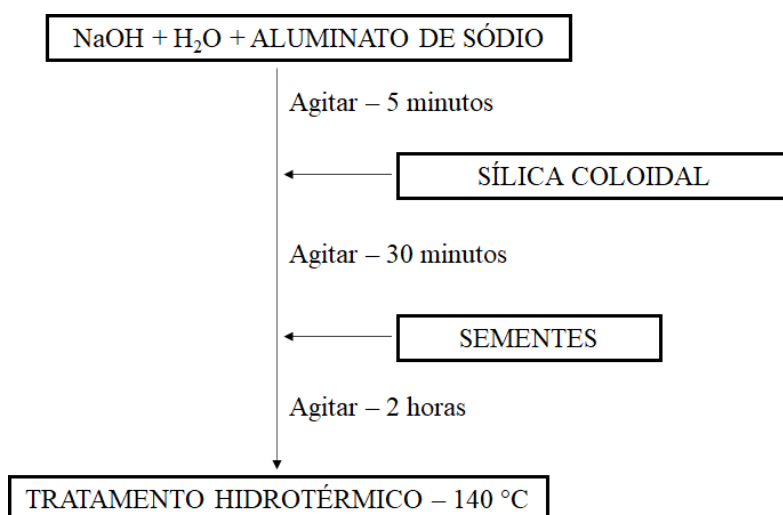 NaOH + H₂O + ALUMINATO DE SÓDIO
Agitar – 5 minutos
SÍLICA COLOIDAL
Agitar – 30 minutos
SEMENTES
Agitar – 2 horas
TRATAMENTO HIDROTÉRMICO – 140 °C